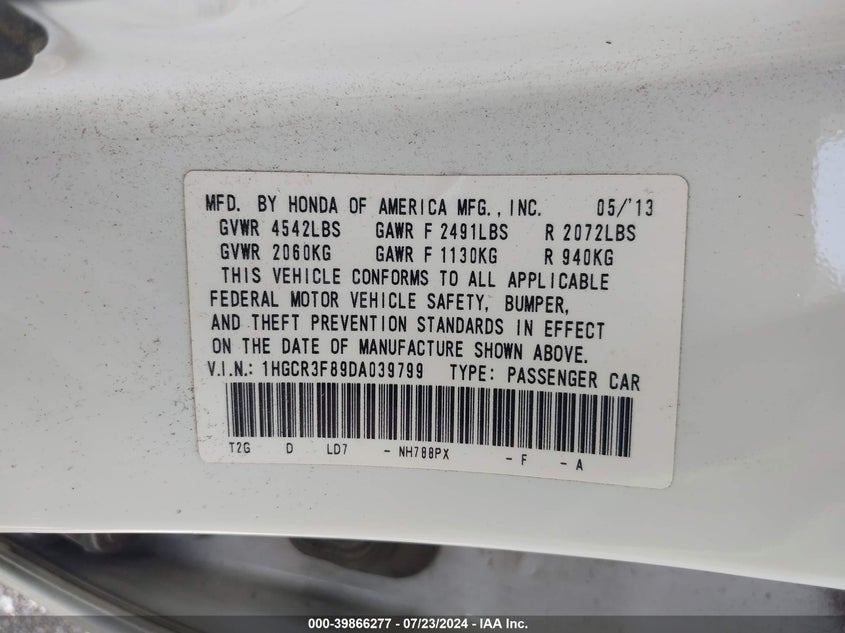 MFD. BY HONDA OF AMERICA MFG., INC. 05/'13
GVWR 4542LBS GAWR F 2491LBS R 2072LBS
GVWR 2060KG GAWR F 1130KG R 940KG
THIS VEHICLE CONFORMS TO ALL APPLICABLE
FEDERAL MOTOR VEHICLE SAFETY, BUMPER,
AND THEFT PREVENTION STANDARDS IN EFFECT
ON THE DATE OF MANUFACTURE SHOWN ABOVE.
V.I.N.: 1HGCR3F89DA039799 TYPE: PASSENGER CAR
T2G D LD7 - NH788PX - F - A
000-39866277 / 07/23/2024 - IAA Inc.